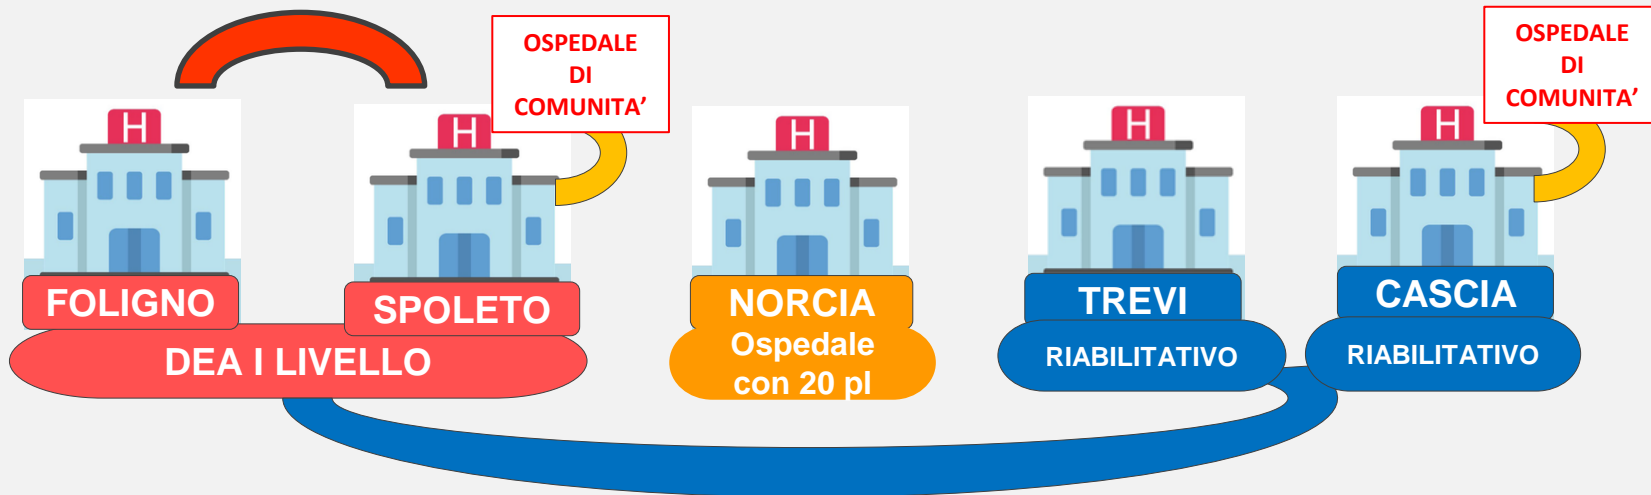 OSPEDALE
DI
COMUNITA’
OSPEDALE
DI
COMUNITA’
H
H
H
H
H
FOLIGNO
SPOLETO
DEA I LIVELLO
NORCIA
Ospedale
con 20 pl
TREVI
RIABILITATIVO
CASCIA
RIABILITATIVO